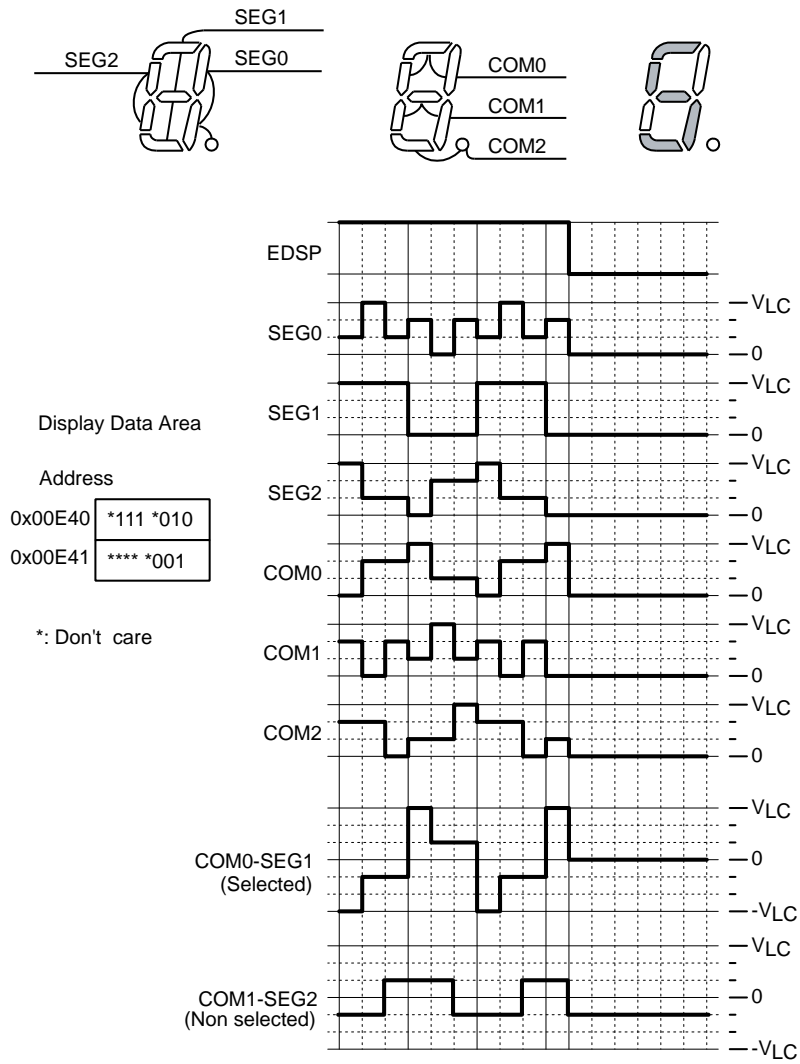 SEG1
SEG2
SEG0
COM0
COM1
COM2
EDSP
VLC
SEG0
0
VLC
SEG1
0
Display Data Area
VLC
SEG2
0
Address
0x00E40 *111 *010
0x00E41 **** *001
VLC
COM0
0
*: Don't care
VLC
COM1
0
VLC
COM2
0
VLC
COM0-SEG1
(Selected)
0
-VLC
VLC
COM1-SEG2
(Non selected)
0
-VLC